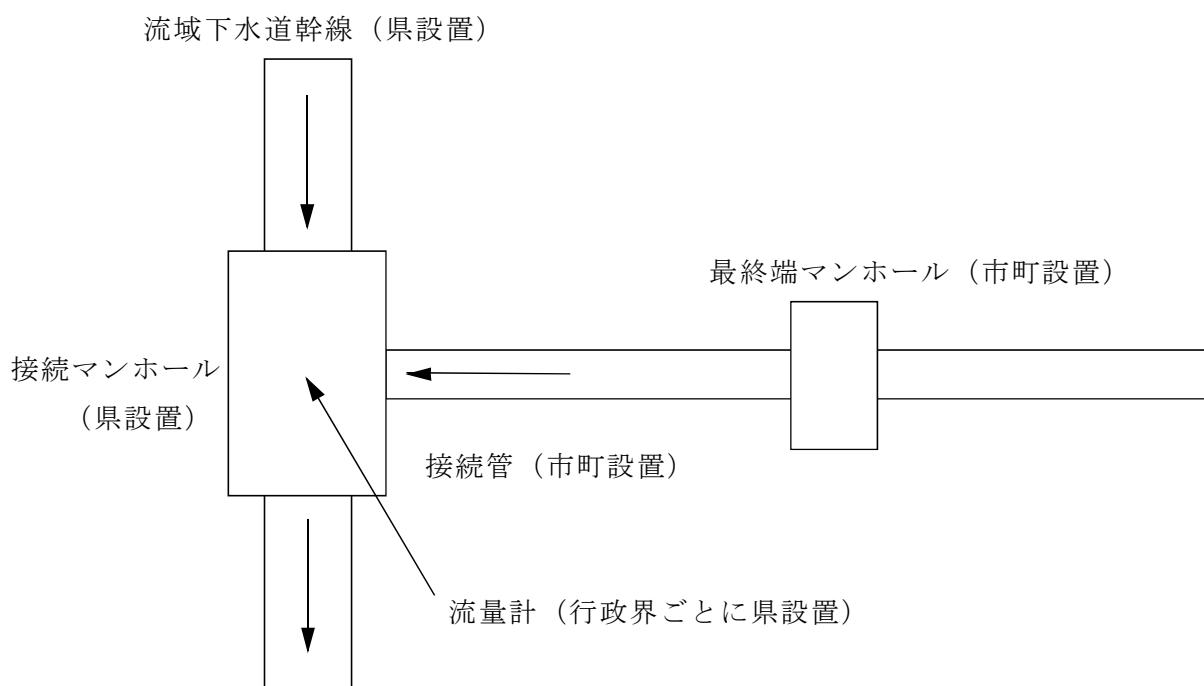 流域下水道幹線（県設置）
最終端マンホール（市町設置）
接続マンホール
（県設置）
接続管（市町設置）
流量計（行政界ごとに県設置）